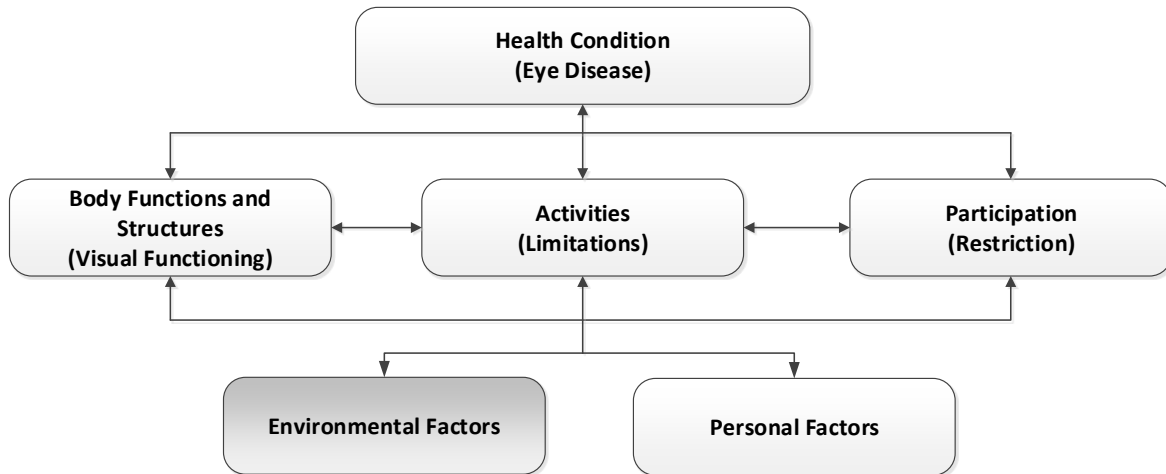 Health Condition
(Eye Disease)
Body Functions and
Structures
(Visual Functioning)
Activities
(Limitations)
Participation
(Restriction)
Environmental Factors
Personal Factors